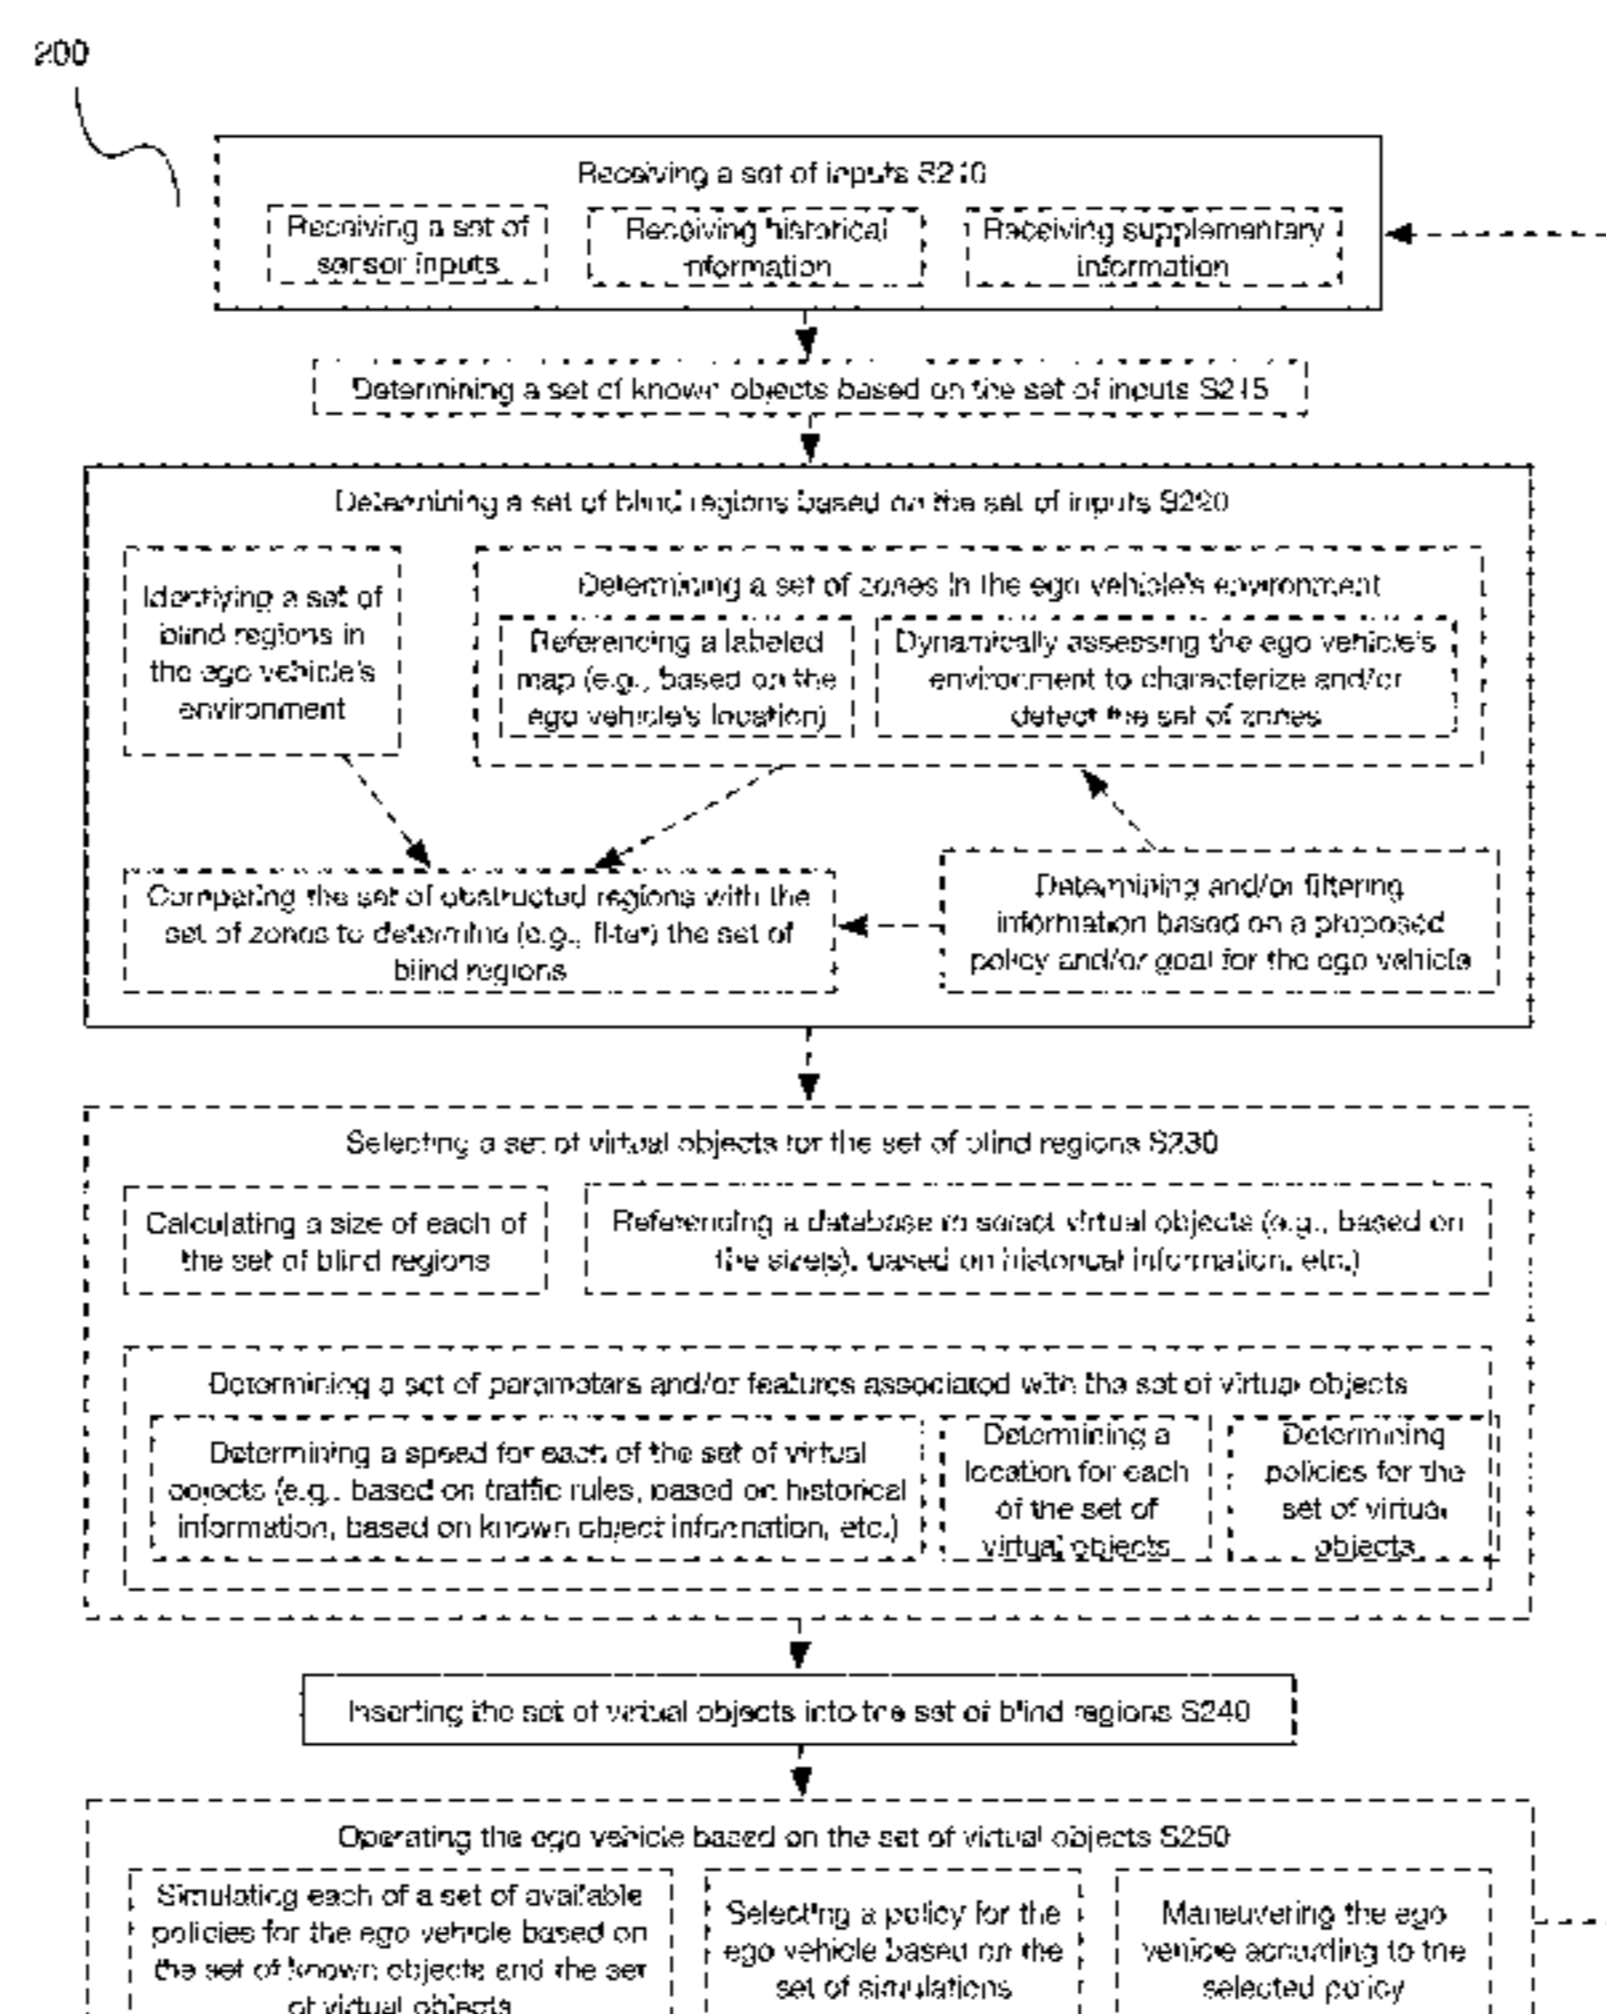 200
Receiving a set of inputs S210
Receiving a set of
sensor inputs
Receiving historical
information
Receiving supplementary
information
Determining a set of known objects based on the set of inputs S215
Determining a set of blind regions based on the set of inputs S220
Identifying a set of
blind regions in
the ego vehicle's
environment
Determining a set of zones in the ego vehicle's environment
Referencing a labeled
map (e.g., based on the
ego vehicle's location)
Dynamically assessing the ego vehicle's
environment to characterize and/or
detect the set of zones
Comparing the set of obstructed regions with the
set of zones to determine (e.g., filter) the set of
blind regions
Determining and/or filtering
information based on a proposed
policy and/or goal for the ego vehicle
Selecting a set of virtual objects for the set of blind regions S230
Calculating a size of each of
the set of blind regions
Referencing a database to select virtual objects (e.g., based on
the size(s), based on historical information, etc.)
Determining a set of parameters and/or features associated with the set of virtual objects
Determining a speed for each of the set of virtual
objects (e.g., based on traffic rules, based on historical
information, based on known object information, etc.)
Determining a
location for each
of the set of
virtual objects
Determining
policies for the
set of virtual
objects
Inserting the set of virtual objects into the set of blind regions S240
Operating the ego vehicle based on the set of virtual objects S250
Simulating each of a set of available
policies for the ego vehicle based on
the set of known objects and the set
of virtual objects
Selecting a policy for the
ego vehicle based on the
set of simulations
Maneuvering the ego
vehicle according to the
selected policy